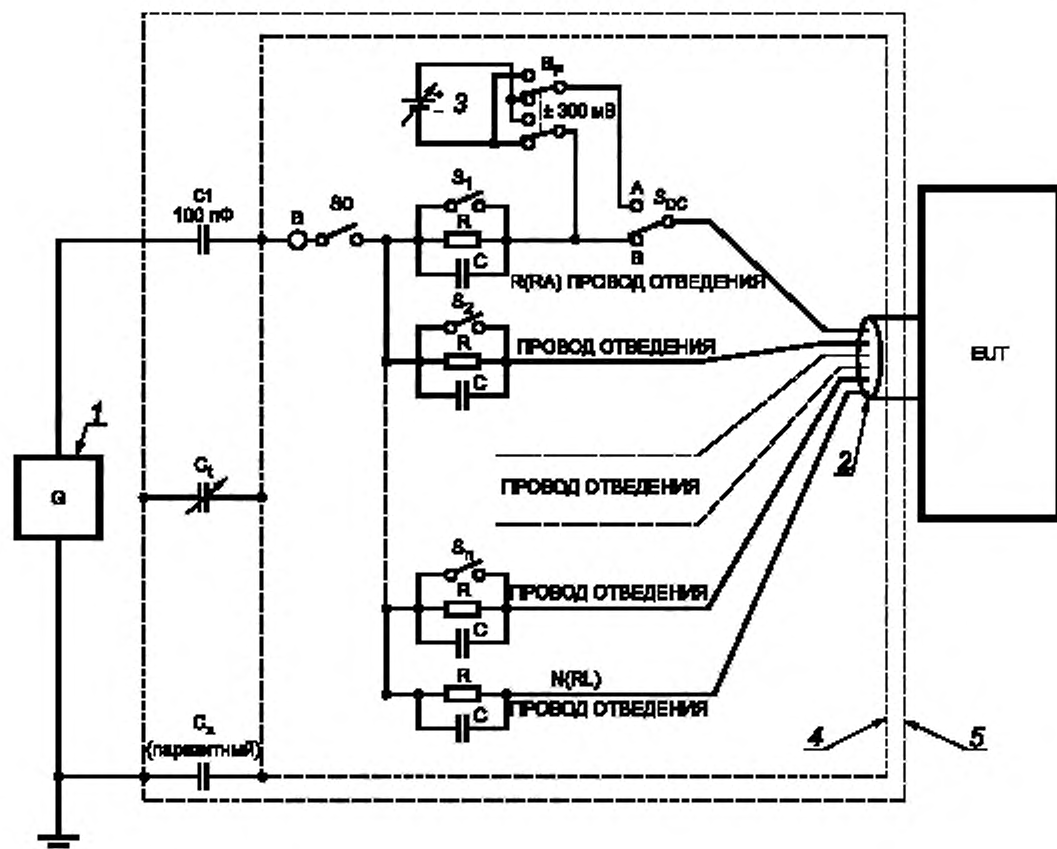 3
± 300 мВ
C1
100 пФ
B
S0
S1
R
C
A
SDC
B
R(RA) ПРОВОД ОТВЕДЕНИЯ
S2
R
C
ПРОВОД ОТВЕДЕНИЯ
EUT
1
G
Ct
2
ПРОВОД ОТВЕДЕНИЯ
Sn
R
C
ПРОВОД ОТВЕДЕНИЯ
R
C
N(RL)
ПРОВОД ОТВЕДЕНИЯ
(паразитный)
4
5